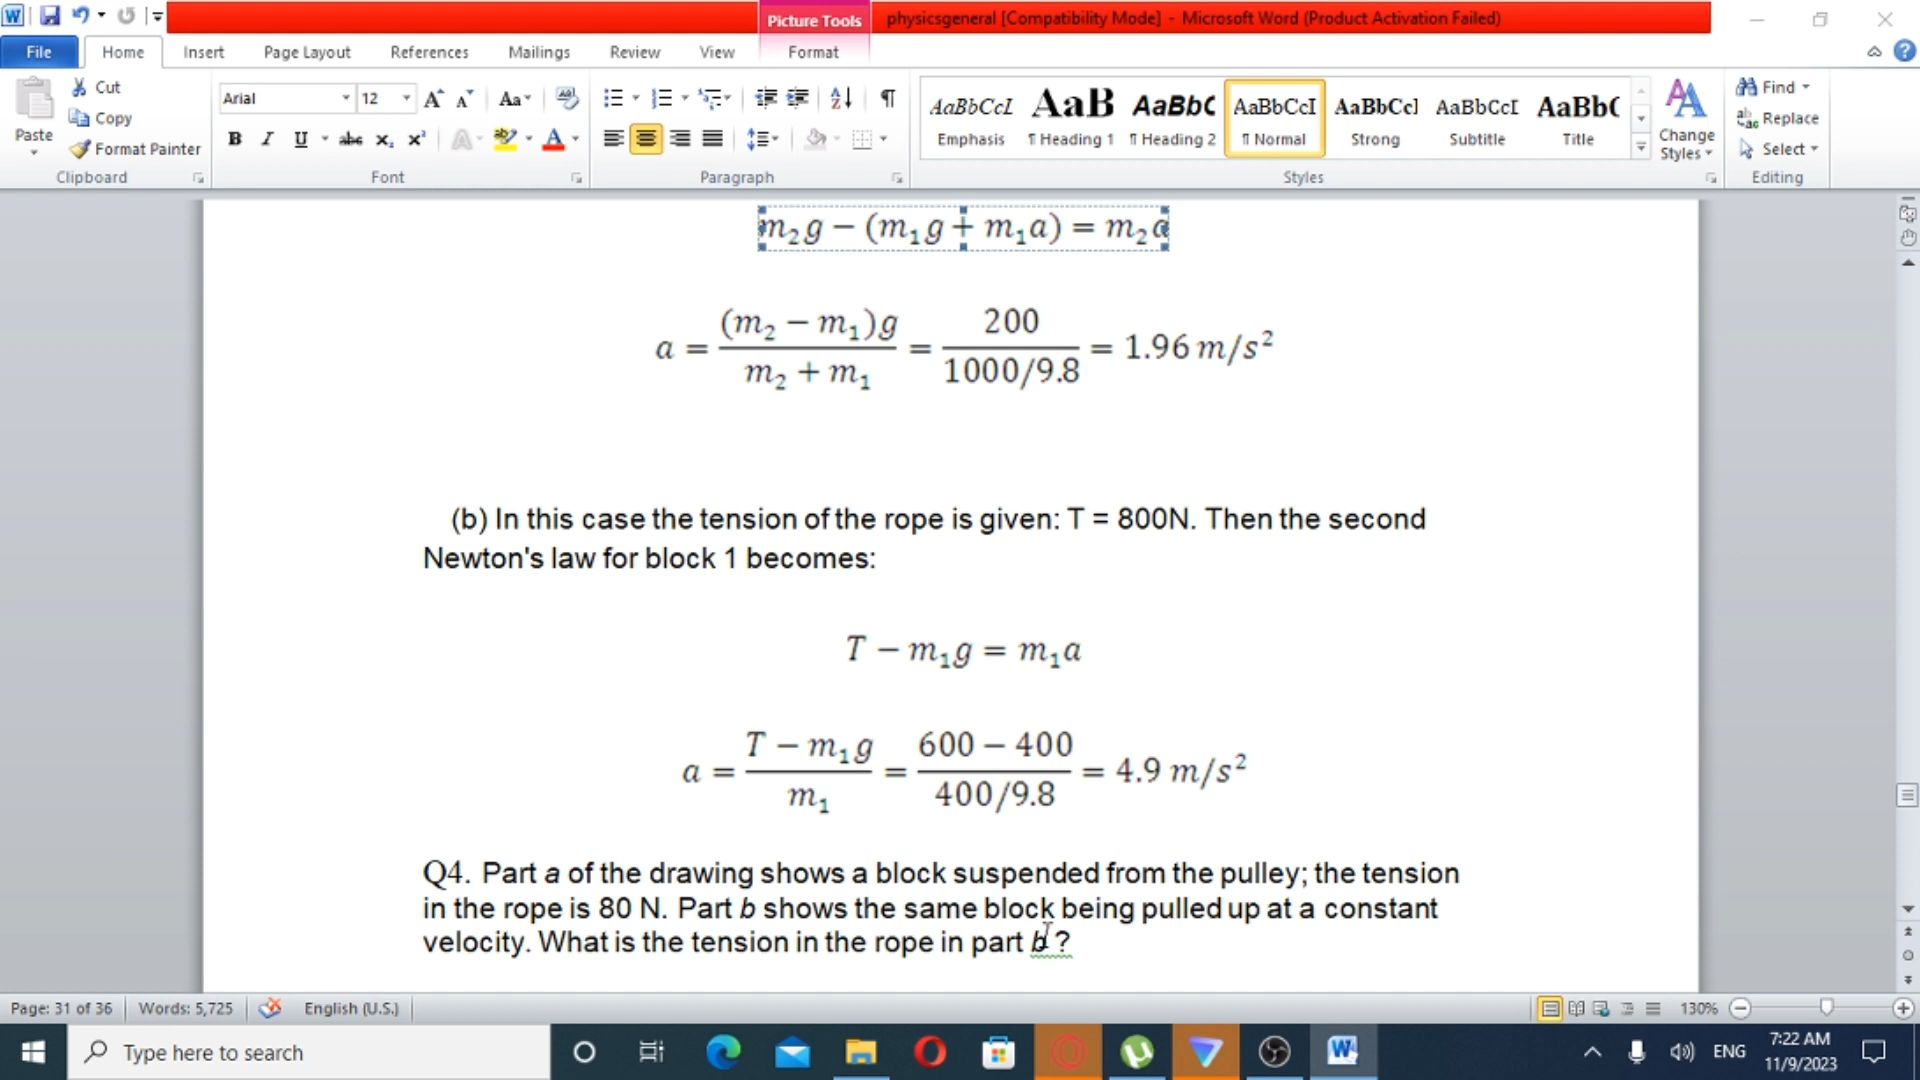 Picture Tools
physicsgeneral [Compatibility Mode] - Microsoft Word (Product Activation Failed)
File Home Insert Page Layout References Mailings Review View Format
Paste
Cut
Copy
Format Painter
Clipboard
Arial 12
Font
Paragraph
AaBbCcI AaB AaBbC AaBbCcI AaBbCcl AaBbCcI AaBb(
Emphasis ¶ Heading 1 ¶ Heading 2 ¶ Normal Strong Subtitle Title
Styles
Change Styles
Find
Replace
Select
Editing
m₂g − (m₁g + m₁a) = m₂a
a = (m₂ − m₁)g / (m₂ + m₁) = 200 / (1000/9.8) = 1.96 m/s²
(b) In this case the tension of the rope is given: T = 800N. Then the second
Newton's law for block 1 becomes:
T − m₁g = m₁a
a = (T − m₁g) / m₁ = (600 − 400) / (400/9.8) = 4.9 m/s²
Q4. Part a of the drawing shows a block suspended from the pulley; the tension
in the rope is 80 N. Part b shows the same block being pulled up at a constant
velocity. What is the tension in the rope in part b ?
Page: 31 of 36 Words: 5,725 English (U.S.) 130%
Type here to search
ENG
7:22 AM
11/9/2023